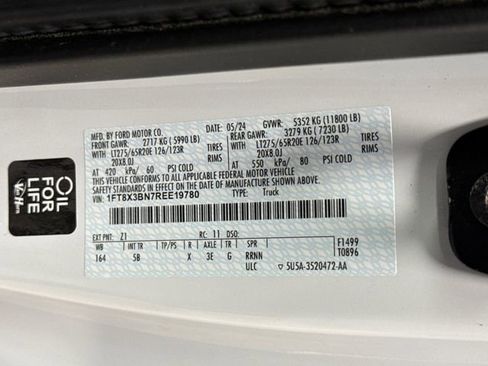 OIL
FOR
LIFE
MFD. BY FORD MOTOR CO.
DATE: 05/24 GVWR: 5352 KG (11800 LB)
FRONT GAWR: 2717 KG (5990 LB)
REAR GAWR: 3279 KG (7230 LB)
WITH LT275/65R20E 126/123R TIRES
20X8.0J RIMS
AT 420 kPa/ 60 PSI COLD
WITH LT275/65R20E 126/123R TIRES
20X8.0J RIMS
AT 550 kPa/ 80 PSI COLD
THIS VEHICLE CONFORMS TO ALL APPLICABLE FEDERAL MOTOR VEHICLE
SAFETY STANDARDS IN EFFECT ON THE DATE OF MANUFACTURE SHOWN ABOVE.
VIN: 1FT8X3BN7REE19780
TYPE: Truck
EXT PNT: Z1 RC: 11 DSO:
WB INT TR TP/PS R AXLE TR SPR
164 5B X 3E G RRNN
F1499
T0896
ULC 5U5A-3520472-AA